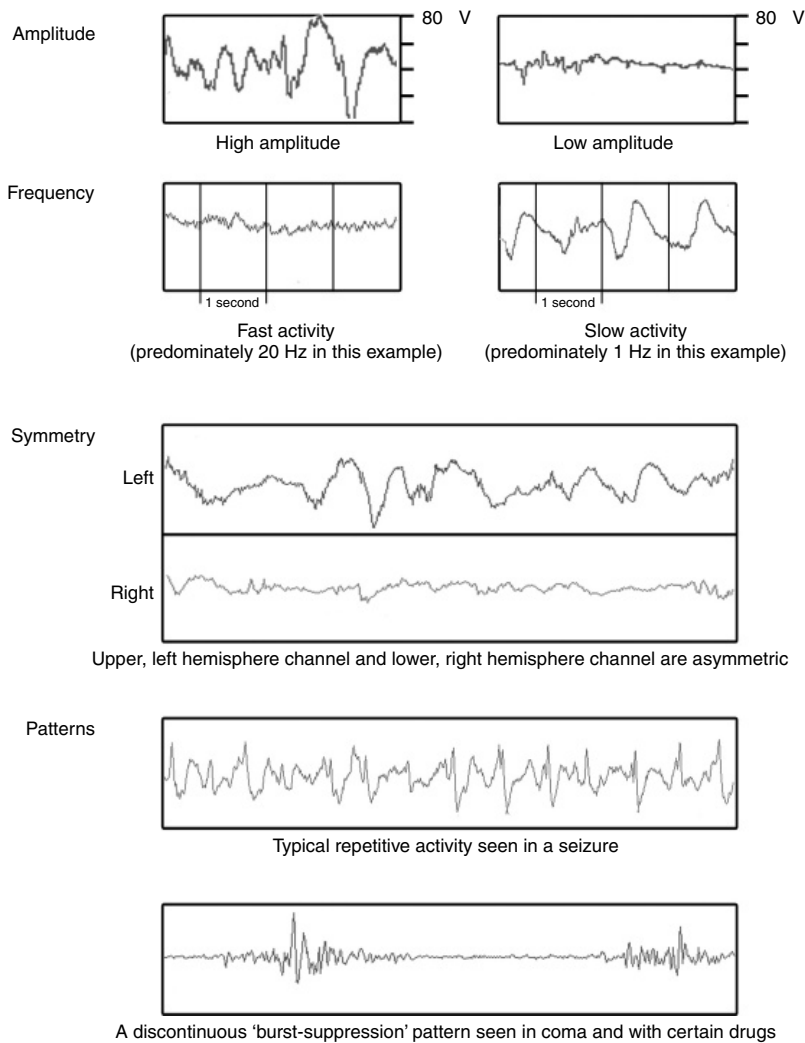 Amplitude
80 V
80 V
High amplitude
Low amplitude
Frequency
1 second
1 second
Fast activity
(predominately 20 Hz in this example)
Slow activity
(predominately 1 Hz in this example)
Symmetry
Left
Right
Upper, left hemisphere channel and lower, right hemisphere channel are asymmetric
Patterns
Typical repetitive activity seen in a seizure
A discontinuous ‘burst-suppression’ pattern seen in coma and with certain drugs